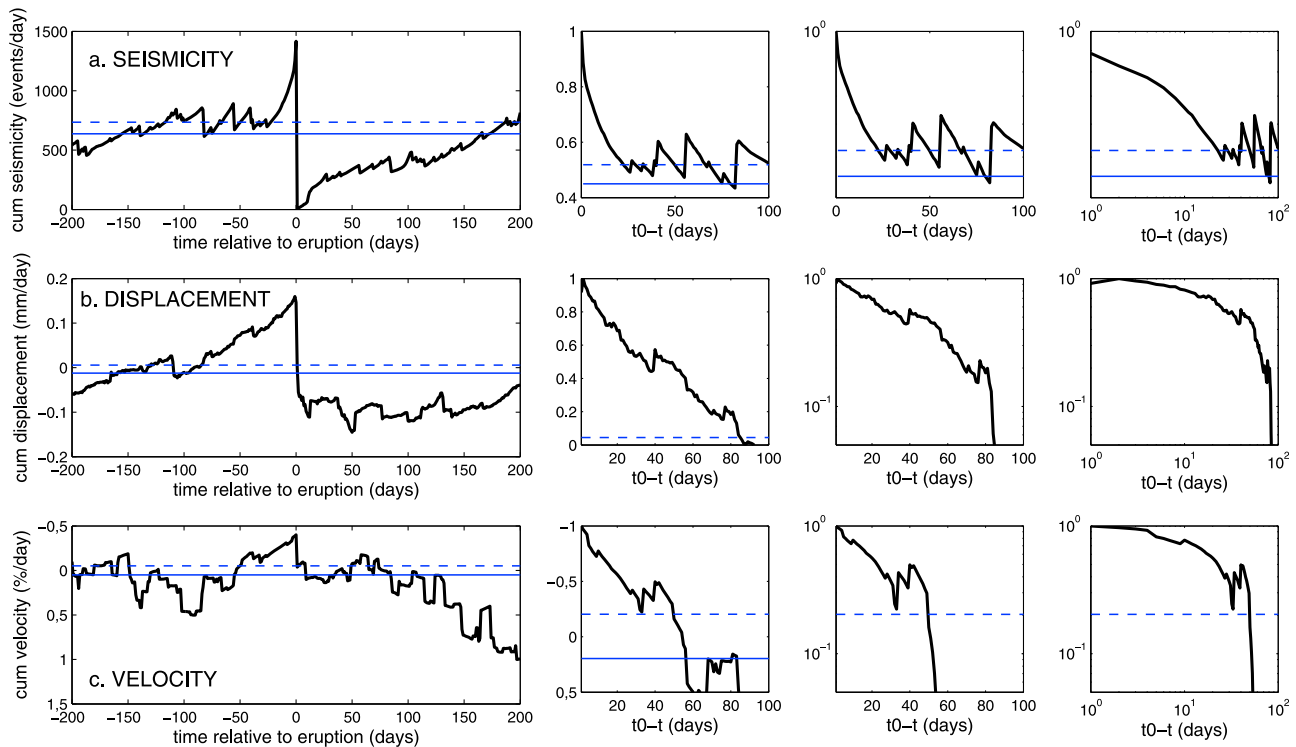 a. SEISMICITY
cum seismicity (events/day)
1500
1000
500
0
−200 −150 −100 −50 0 50 100 150 200
time relative to eruption (days)
1
0.8
0.6
0.4
0 50 100
t0−t (days)
10^0
0 50 100
t0−t (days)
10^0
10^0 10^1 10^2
t0−t (days)
b. DISPLACEMENT
cum displacement (mm/day)
0.2
0.1
0
−0.1
−0.2
−200 −150 −100 −50 0 50 100 150 200
time relative to eruption (days)
1
0.8
0.6
0.4
0.2
0
20 40 60 80 100
t0−t (days)
10^0
10^−1
20 40 60 80 100
t0−t (days)
10^0
10^−1
10^0 10^1 10^2
t0−t (days)
cum velocity (%/day)
−0,5
0
0,5
1
1,5
c. VELOCITY
−200 −150 −100 −50 0 50 100 150 200
time relative to eruption (days)
−1
−0,5
0
0,5
20 40 60 80 100
t0−t (days)
10^0
10^−1
20 40 60 80 100
t0−t (days)
10^0
10^−1
10^0 10^1 10^2
t0−t (days)